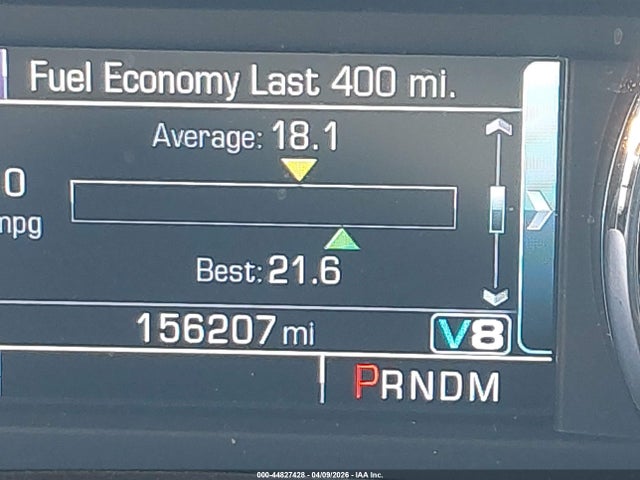 Fuel Economy Last 400 mi.
Average: 18.1
0
mpg
Best: 21.6
156207 mi
V8
PRNDM
000-44827428 - 04/09/2026 - IAA Inc.